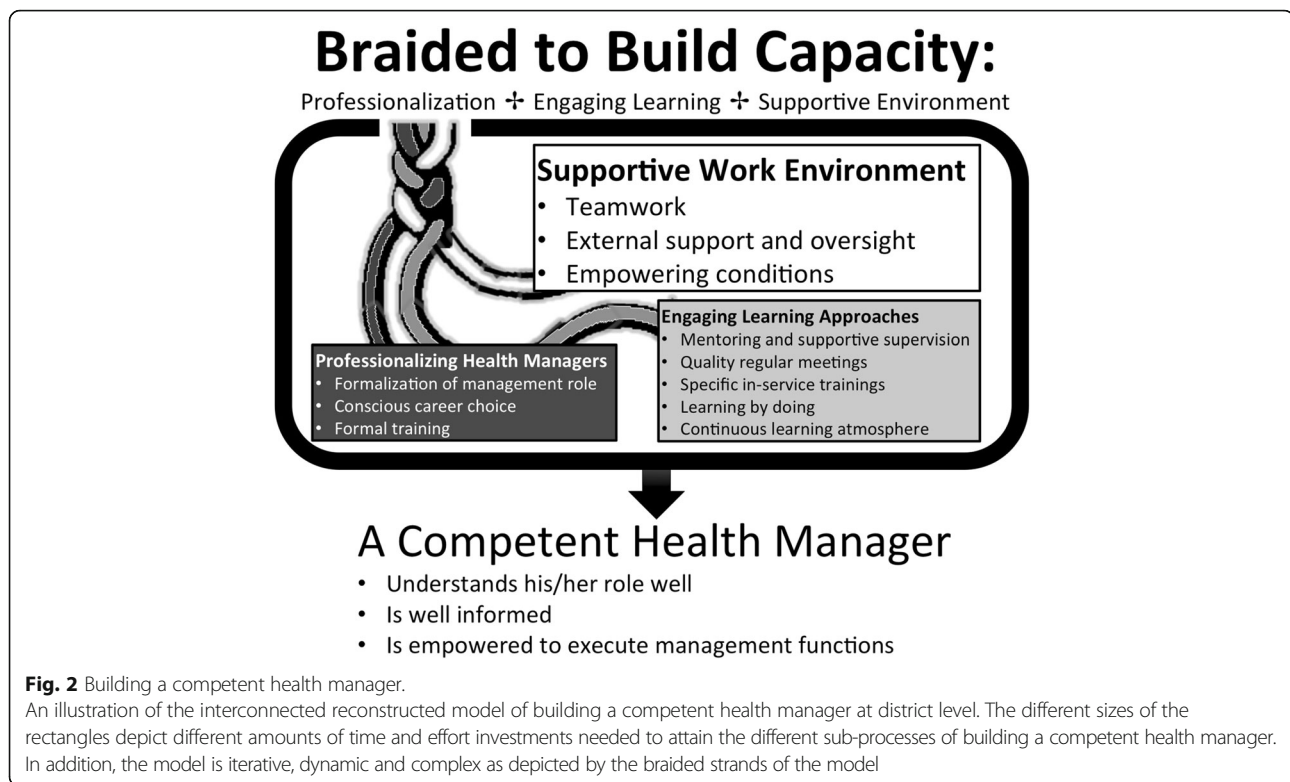 Braided to Build Capacity:
Professionalization ✢ Engaging Learning ✢ Supportive Environment
Supportive Work Environment
• Teamwork
• External support and oversight
• Empowering conditions
Professionalizing Health Managers
• Formalization of management role
• Conscious career choice
• Formal training
Engaging Learning Approaches
• Mentoring and supportive supervision
• Quality regular meetings
• Specific in-service trainings
• Learning by doing
• Continuous learning atmosphere
A Competent Health Manager
• Understands his/her role well
• Is well informed
• Is empowered to execute management functions
Fig. 2 Building a competent health manager.
An illustration of the interconnected reconstructed model of building a competent health manager at district level. The different sizes of the
rectangles depict different amounts of time and effort investments needed to attain the different sub-processes of building a competent health manager.
In addition, the model is iterative, dynamic and complex as depicted by the braided strands of the model